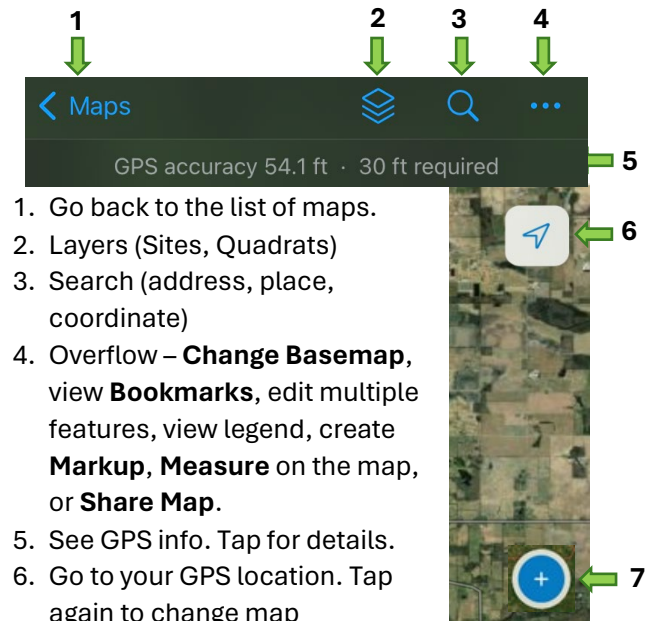 1 2 3 4
Maps
GPS accuracy 54.1 ft · 30 ft required
5
6
1. Go back to the list of maps.
2. Layers (Sites, Quadrats)
3. Search (address, place,
coordinate)
4. Overflow – Change Basemap,
view Bookmarks, edit multiple
features, view legend, create
Markup, Measure on the map,
or Share Map.
5. See GPS info. Tap for details.
6. Go to your GPS location. Tap
again to change map
7